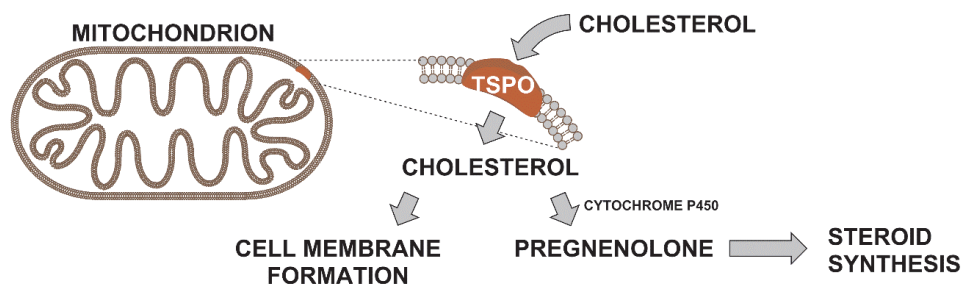 MITOCHONDRION
CHOLESTEROL
TSPO
CHOLESTEROL
CYTOCHROME P450
CELL MEMBRANE
FORMATION
PREGNENOLONE
STEROID
SYNTHESIS